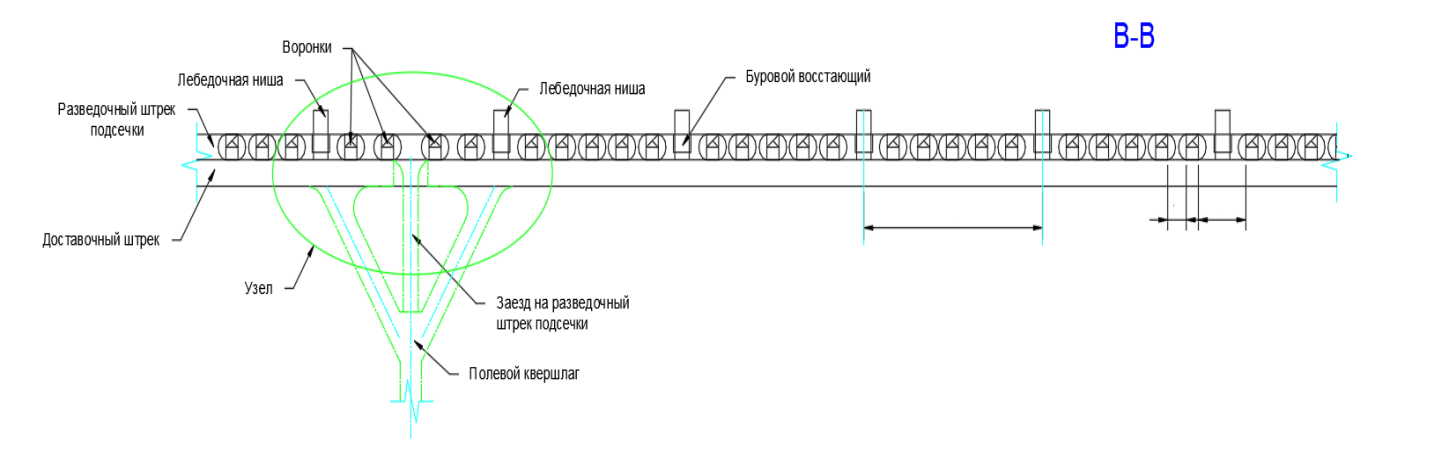 В-В
Воронки
Лебедочная ниша
Лебедочная ниша
Буровой восстающий
Разведочный штрек
подсечки
Доставочный штрек
Узел
Заезд на разведочный
штрек подсечки
Полевой квершлаг